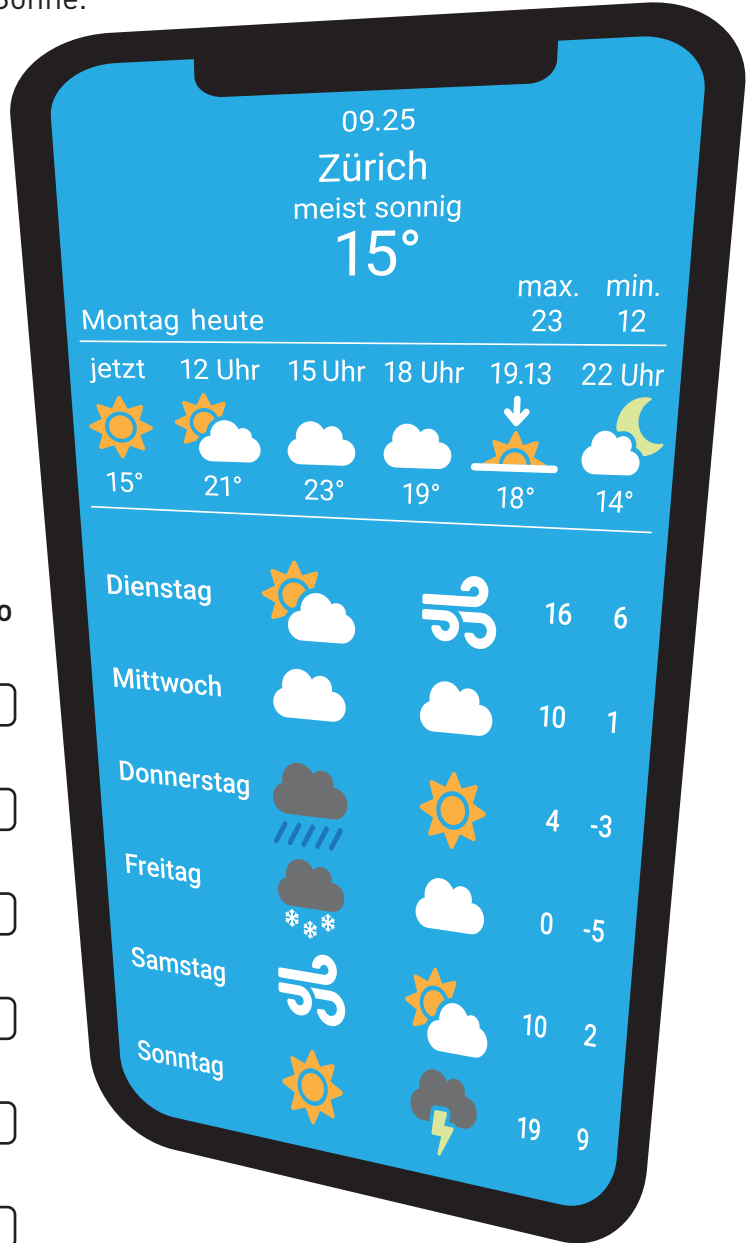 Sonne.
09.25
Zürich
meist sonnig
15°
max. min.
Montag heute 23 12
jetzt 12 Uhr 15 Uhr 18 Uhr 19.13 22 Uhr
15° 21° 23° 19° 18° 14°
Dienstag 16 6
Mittwoch 10 1
Donnerstag 4 -3
Freitag 0 -5
Samstag 10 2
Sonntag 19 9